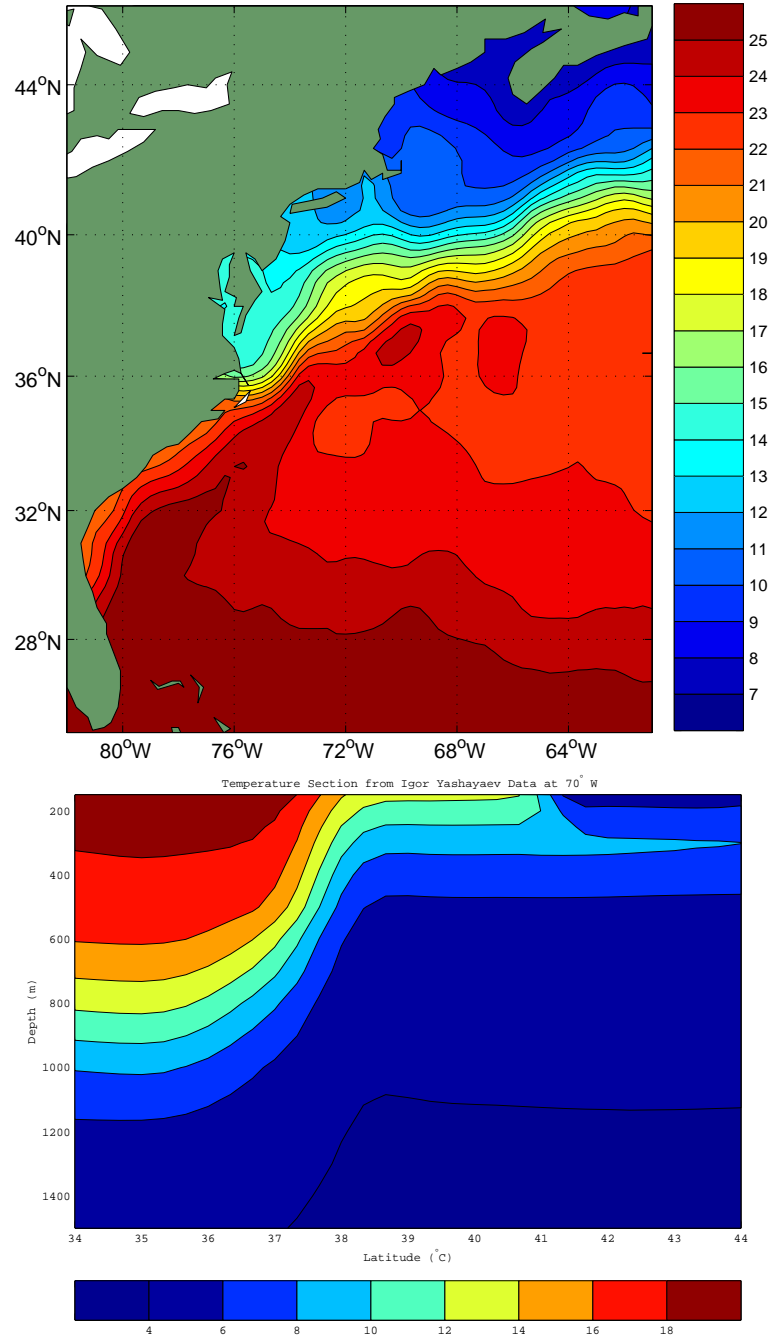 44°N
40°N
36°N
32°N
28°N
80°W 76°W 72°W 68°W 64°W
25
24
23
22
21
20
19
18
17
16
15
14
13
12
11
10
9
8
7
Temperature Section from Igor Yashayaev Data at 70° W
200
400
600
800
1000
1200
1400
Depth (m)
34 35 36 37 38 39 40 41 42 43 44
Latitude (°C)
4 6 8 10 12 14 16 18